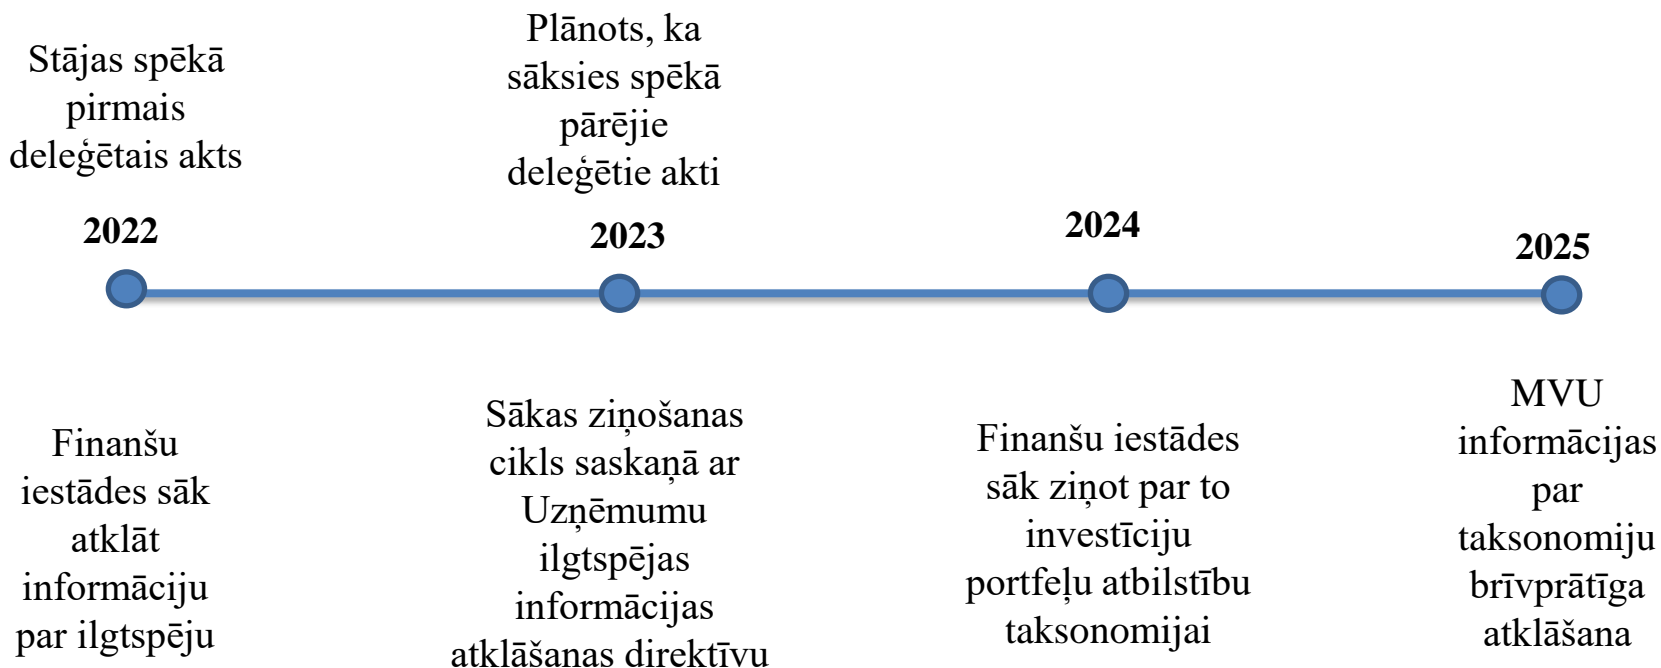 Stājas spēkā
pirmais
deleģētais akts
Plānots, ka
sāksies spēkā
pārējie
deleģētie akti
2022
2023
2024
2025
Finanšu
iestādes sāk
atklāt
informāciju
par ilgtspēju
Sākas ziņošanas
cikls saskaņā ar
Uzņēmumu
ilgtspējas
informācijas
atklāšanas direktīvu
Finanšu iestādes
sāk ziņot par to
investīciju
portfeļu atbilstību
taksonomijai
MVU
informācijas
par
taksonomiju
brīvprātīga
atklāšana